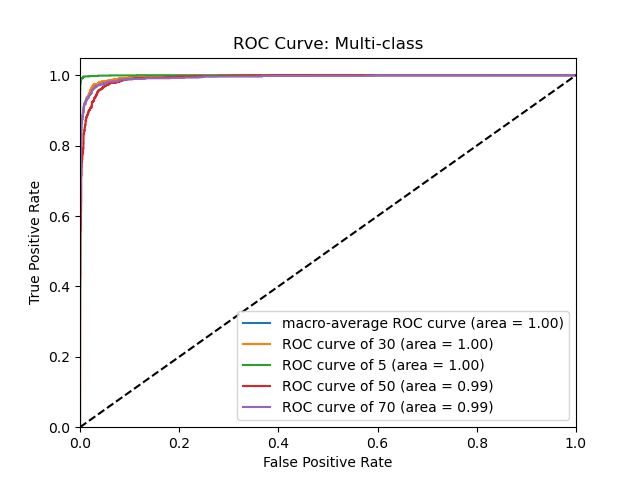 ROC Curve: Multi-class
True Positive Rate
1.0
0.8
0.6
0.4
0.2
0.0
macro-average ROC curve (area = 1.00)
ROC curve of 30 (area = 1.00)
ROC curve of 5 (area = 1.00)
ROC curve of 50 (area = 0.99)
ROC curve of 70 (area = 0.99)
0.0 0.2 0.4 0.6 0.8 1.0
False Positive Rate